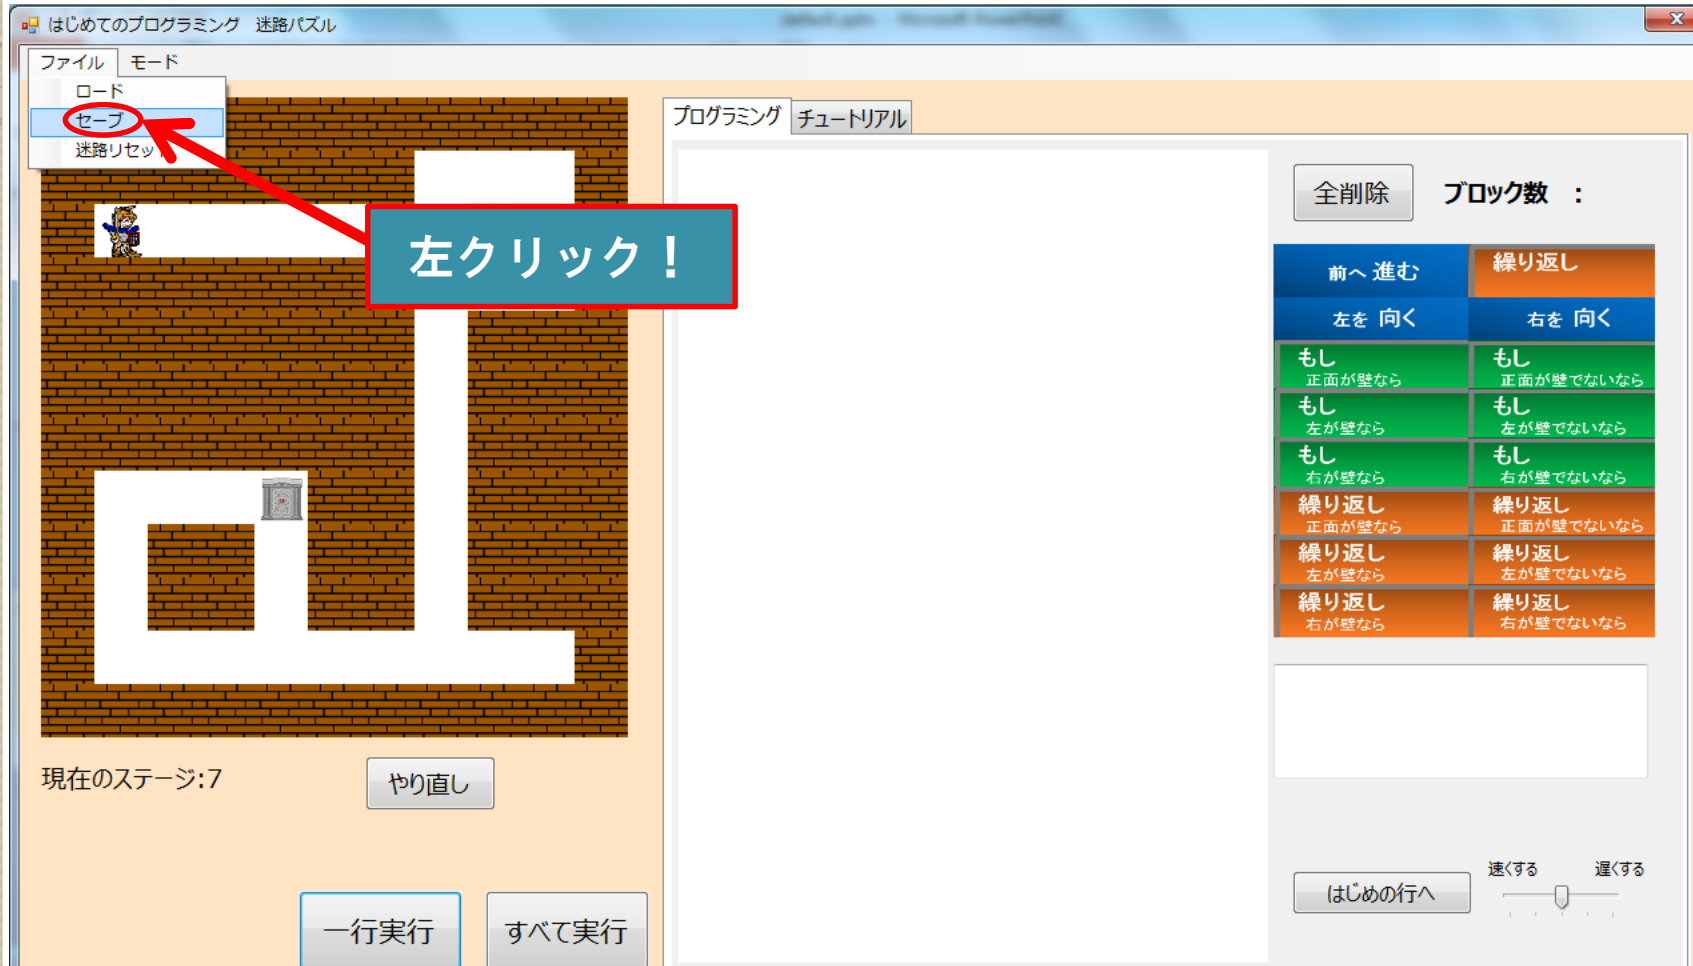 はじめてのプログラミング 迷路パズル
ファイル モード
ロード
セーブ
迷路リセット
左クリック！
プログラミング チュートリアル
全削除 ブロック数 ：
前へ 進む 繰り返し
左を 向く 右を 向く
もし 正面が壁なら
もし 正面が壁でないなら
もし 左が壁なら
もし 左が壁でないなら
もし 右が壁なら
もし 右が壁でないなら
繰り返し 正面が壁なら
繰り返し 正面が壁でないなら
繰り返し 左が壁なら
繰り返し 左が壁でないなら
繰り返し 右が壁なら
繰り返し 右が壁でないなら
現在のステージ:7 やり直し
速くする 遅くする
はじめの行へ
一行実行 すべて実行